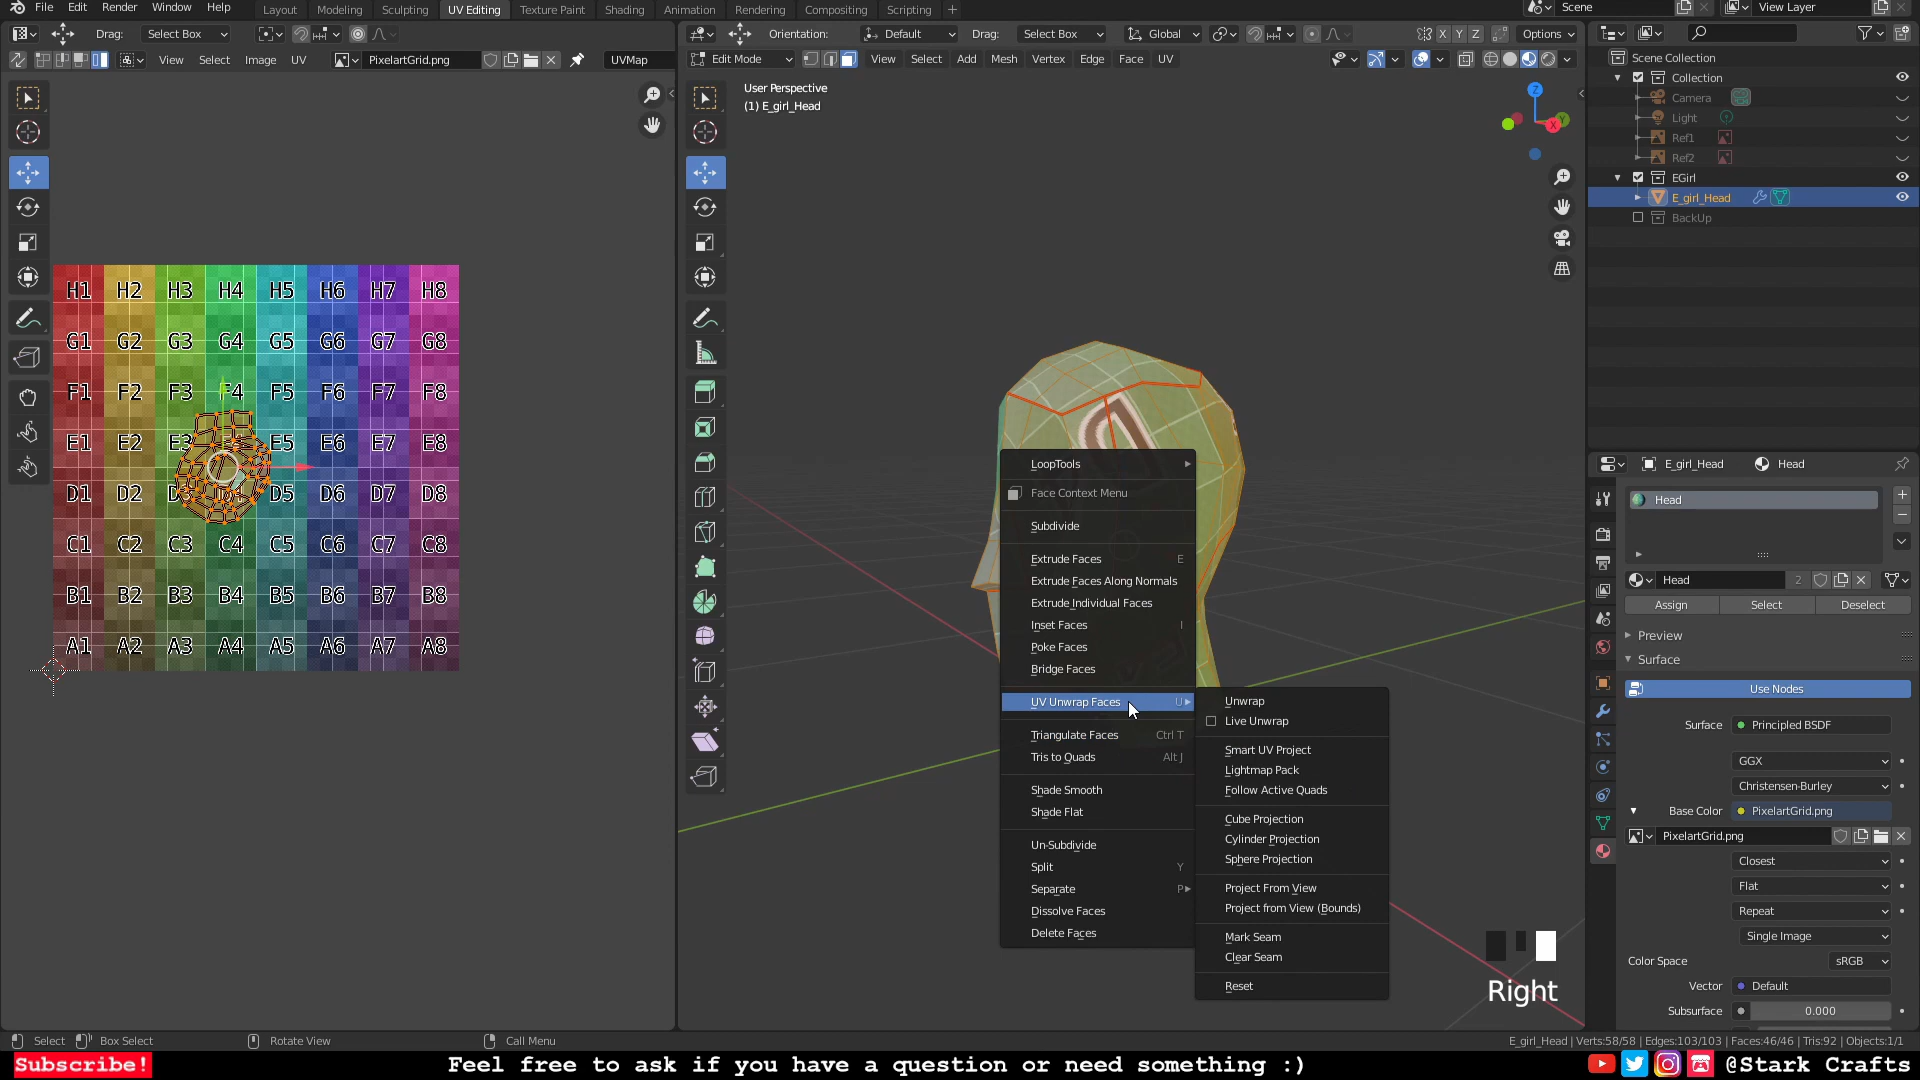 File Edit Render Window Help Layout Modeling Sculpting UV Editing Texture Paint Shading Animation Rendering Compositing Scripting + Scene View Layer
Drag: Select Box
View Select Image UV PixelartGrid.png UVMap
Orientation: Default Drag: Select Box Global X Y Z Options
Edit Mode View Select Add Mesh Vertex Edge Face UV
User Perspective
(1) E_girl_Head
Z
X
Y
H1 H2 H3 H4 H5 H6 H7 H8
G1 G2 G3 G4 G5 G6 G7 G8
F1 F2 F3 F4 F5 F6 F7 F8
E1 E2 E3 E5 E6 E7 E8
D1 D2 D5 D6 D7 D8
C1 C2 C3 C4 C5 C6 C7 C8
B1 B2 B3 B4 B5 B6 B7 B8
A1 A2 A3 A4 A5 A6 A7 A8
LoopTools
Face Context Menu
Subdivide
Extrude Faces E
Extrude Faces Along Normals
Extrude Individual Faces
Inset Faces I
Poke Faces
Bridge Faces
UV Unwrap Faces U
Triangulate Faces Ctrl T
Tris to Quads Alt J
Shade Smooth
Shade Flat
Un-Subdivide
Split Y
Separate P
Dissolve Faces
Delete Faces
Unwrap
Live Unwrap
Smart UV Project
Lightmap Pack
Follow Active Quads
Cube Projection
Cylinder Projection
Sphere Projection
Project From View
Project from View (Bounds)
Mark Seam
Clear Seam
Reset
Right
Scene Collection
Collection
Camera
Light
Ref1
Ref2
EGirl
E_girl_Head
BackUp
E_girl_Head Head
Head
Head 2
Assign Select Deselect
Preview
Surface
Use Nodes
Surface Principled BSDF
GGX
Christensen-Burley
Base Color PixelartGrid.png
PixelartGrid.png
Closest
Flat
Repeat
Single Image
Color Space sRGB
Vector Default
Subsurface 0.000
Select Box Select Rotate View Call Menu E_girl_Head | Verts:58/58 | Edges:103/103 | Faces:46/46 | Tris:92 | Objects:1/1
Subscribe! Feel free to ask if you have a question or need something :) @Stark Crafts